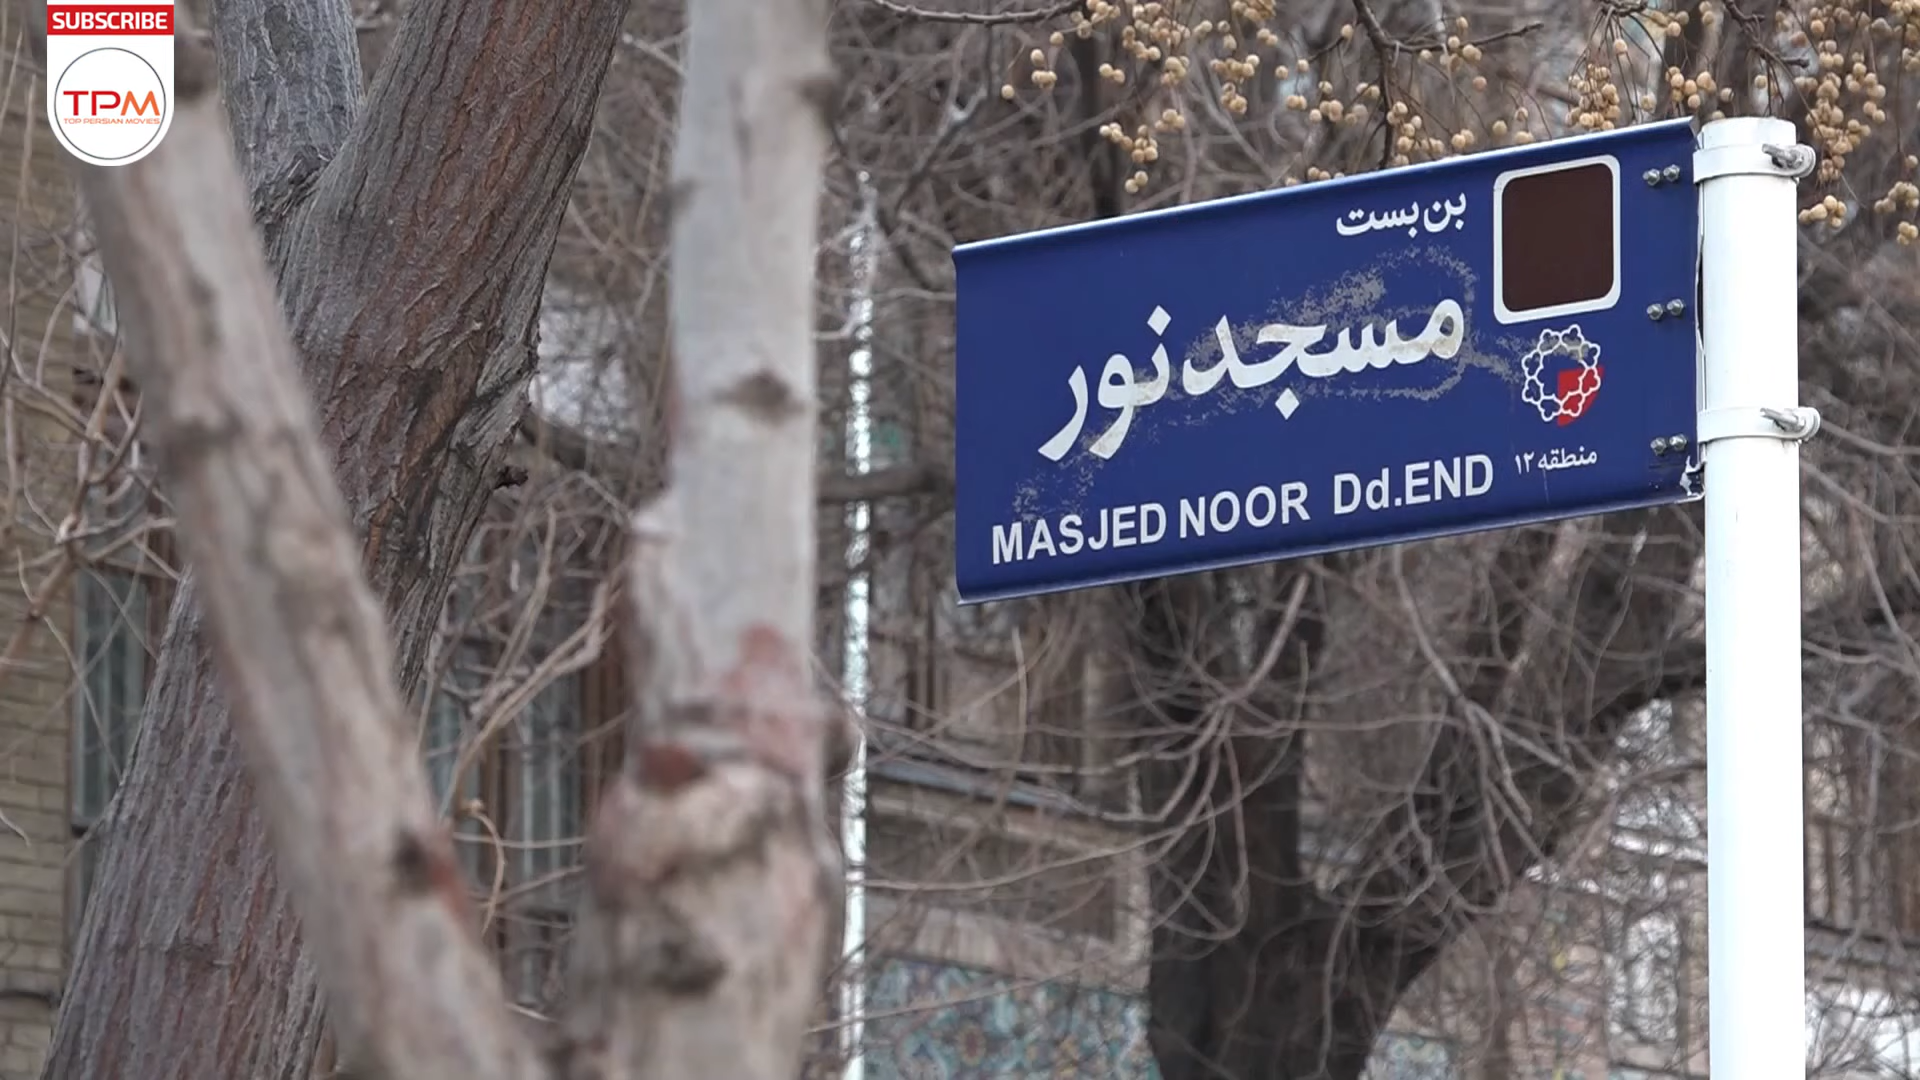 SUBSCRIBE
TPM
TOP PERSIAN MOVIES
بن بست
مسجد نور
منطقه ۱۲
MASJED NOOR Dd.END